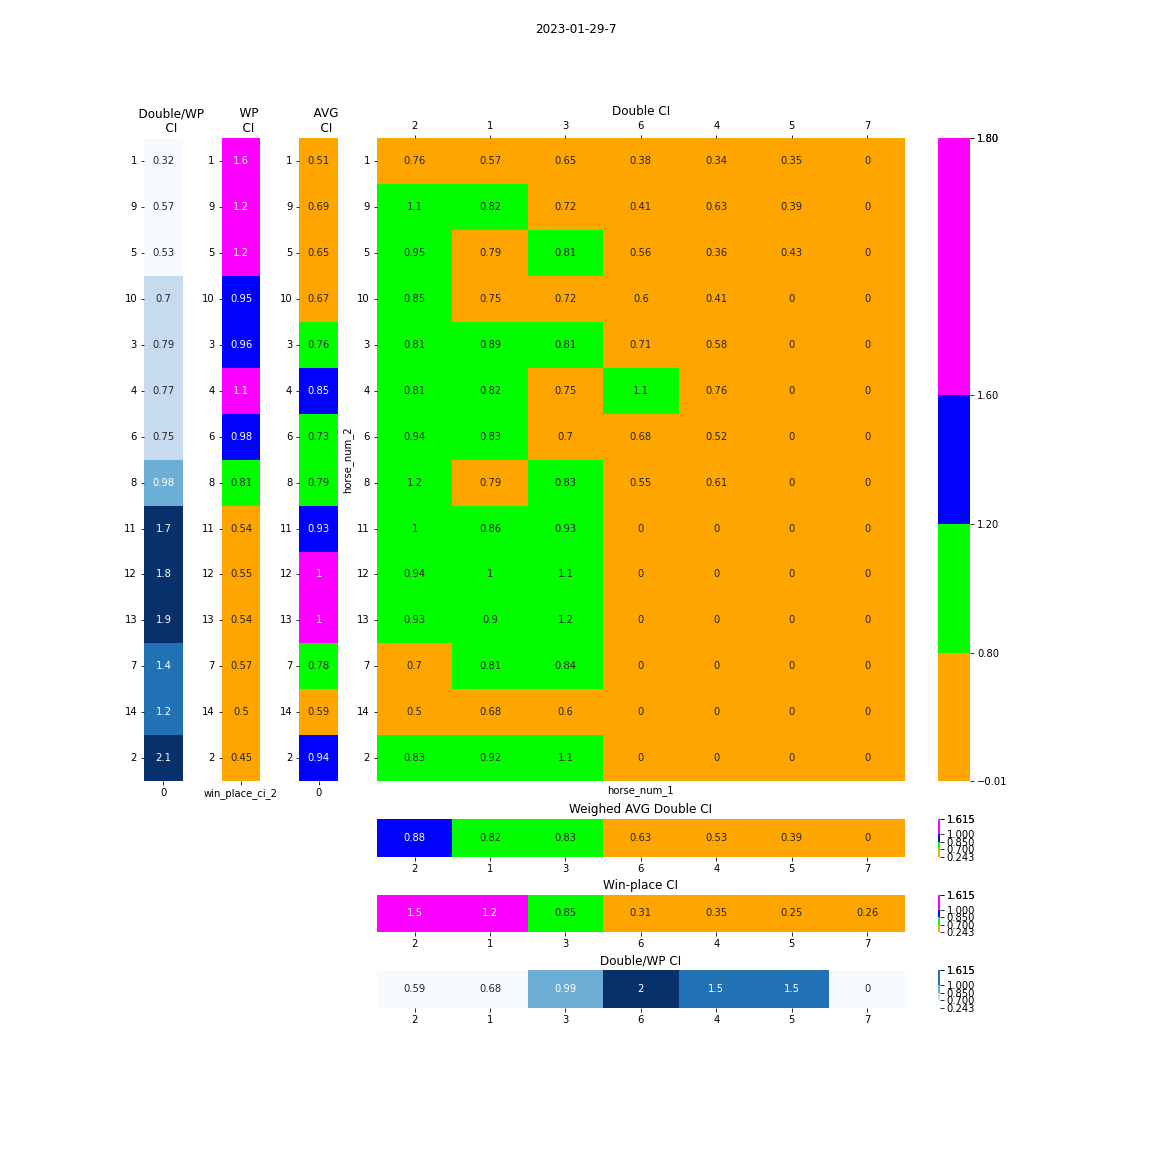 2023-01-29-7
Double/WP CI
WP CI
AVG CI
Double CI
2 1 3 6 4 5 7
1.80
1 0.32 1 1.6 1 0.51 1 0.76 0.57 0.65 0.38 0.34 0.35 0
9 0.57 9 1.2 9 0.69 9 1.1 0.82 0.72 0.41 0.63 0.39 0
5 0.53 5 1.2 5 0.65 5 0.95 0.79 0.81 0.56 0.36 0.43 0
10 0.7 10 0.95 10 0.67 10 0.85 0.75 0.72 0.6 0.41 0 0
3 0.79 3 0.96 3 0.76 3 0.81 0.89 0.81 0.71 0.58 0 0
4 0.77 4 1.1 4 0.85 4 0.81 0.82 0.75 1.1 0.76 0 0
1.60
6 0.75 6 0.98 6 0.73 6 0.94 0.83 0.7 0.68 0.52 0 0
horse_num_2
8 0.98 8 0.81 8 0.79 8 1.2 0.79 0.83 0.55 0.61 0 0
11 1.7 11 0.54 11 0.93 11 1 0.86 0.93 0 0 0 0
1.20
12 1.8 12 0.55 12 1 12 0.94 1 1.1 0 0 0 0
13 1.9 13 0.54 13 1 13 0.93 0.9 1.2 0 0 0 0
0.80
7 1.4 7 0.57 7 0.78 7 0.7 0.81 0.84 0 0 0 0
14 1.2 14 0.5 14 0.59 14 0.5 0.68 0.6 0 0 0 0
2 2.1 2 0.45 2 0.94 2 0.83 0.92 1.1 0 0 0 0
−0.01
0 win_place_ci_2 0 horse_num_1
Weighed AVG Double CI
0.88 0.82 0.83 0.63 0.53 0.39 0
2 1 3 6 4 5 7
1.615
1.000
0.850
0.700
0.243
Win-place CI
1.5 1.2 0.85 0.31 0.35 0.25 0.26
2 1 3 6 4 5 7
1.615
1.000
0.850
0.700
0.243
Double/WP CI
0.59 0.68 0.99 2 1.5 1.5 0
2 1 3 6 4 5 7
1.615
1.000
0.850
0.700
0.243